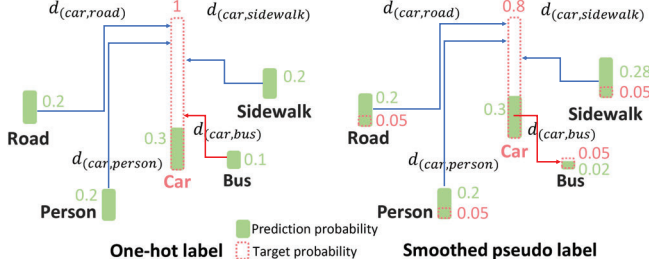 d(car,road)
1
d(car,sidewalk)
0.2
Sidewalk
0.2
Road
0.3
d(car,bus)
d(car,person)
Car
0.1
Bus
0.2
Person
One-hot label
Prediction probability
Target probability
d(car,road)
0.8
d(car,sidewalk)
0.28
0.05
Sidewalk
0.2
0.05
Road
0.3
d(car,bus)
d(car,person)
Car
0.05
0.02
Bus
0.2
0.05
Person
Smoothed pseudo label